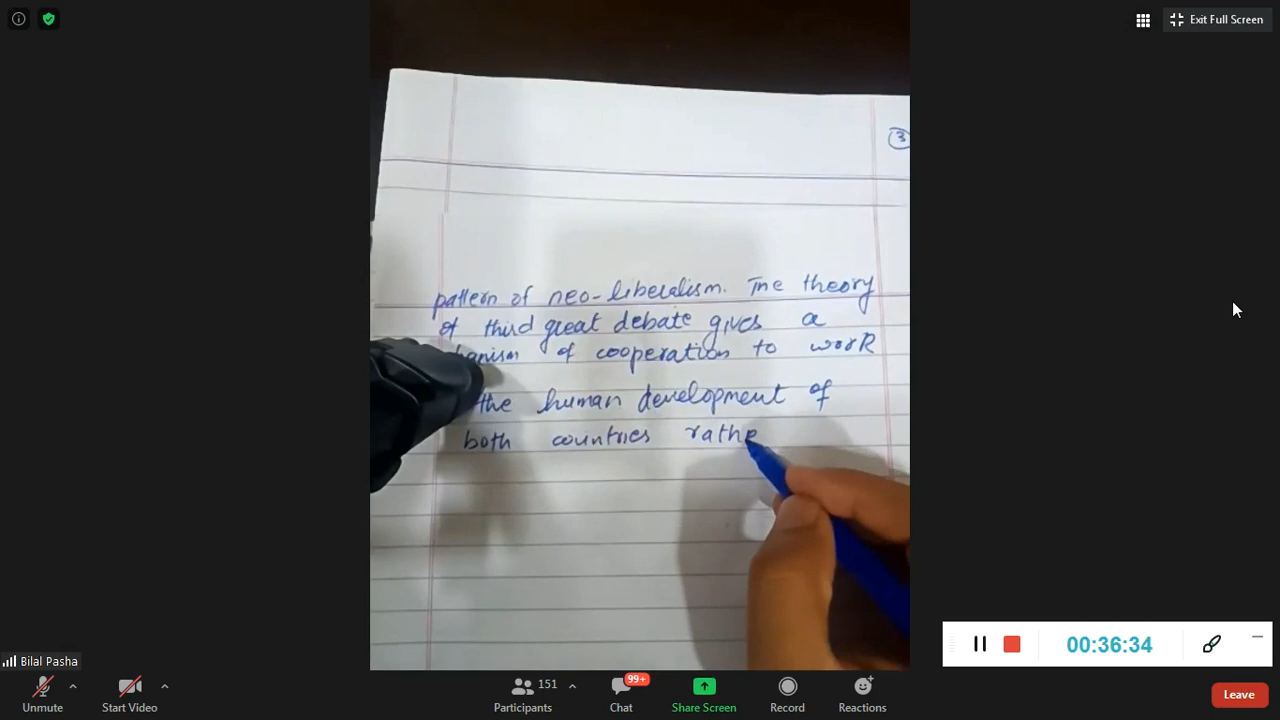 Exit Full Screen
3
pattern of neo-liberalism. The theory
of third great debate gives a
hanism of cooperation to work
the human development of
both countries rathe
00:36:34
Bilal Pasha
Unmute
Start Video
151
Participants
99+
Chat
Share Screen
Record
Reactions
Leave